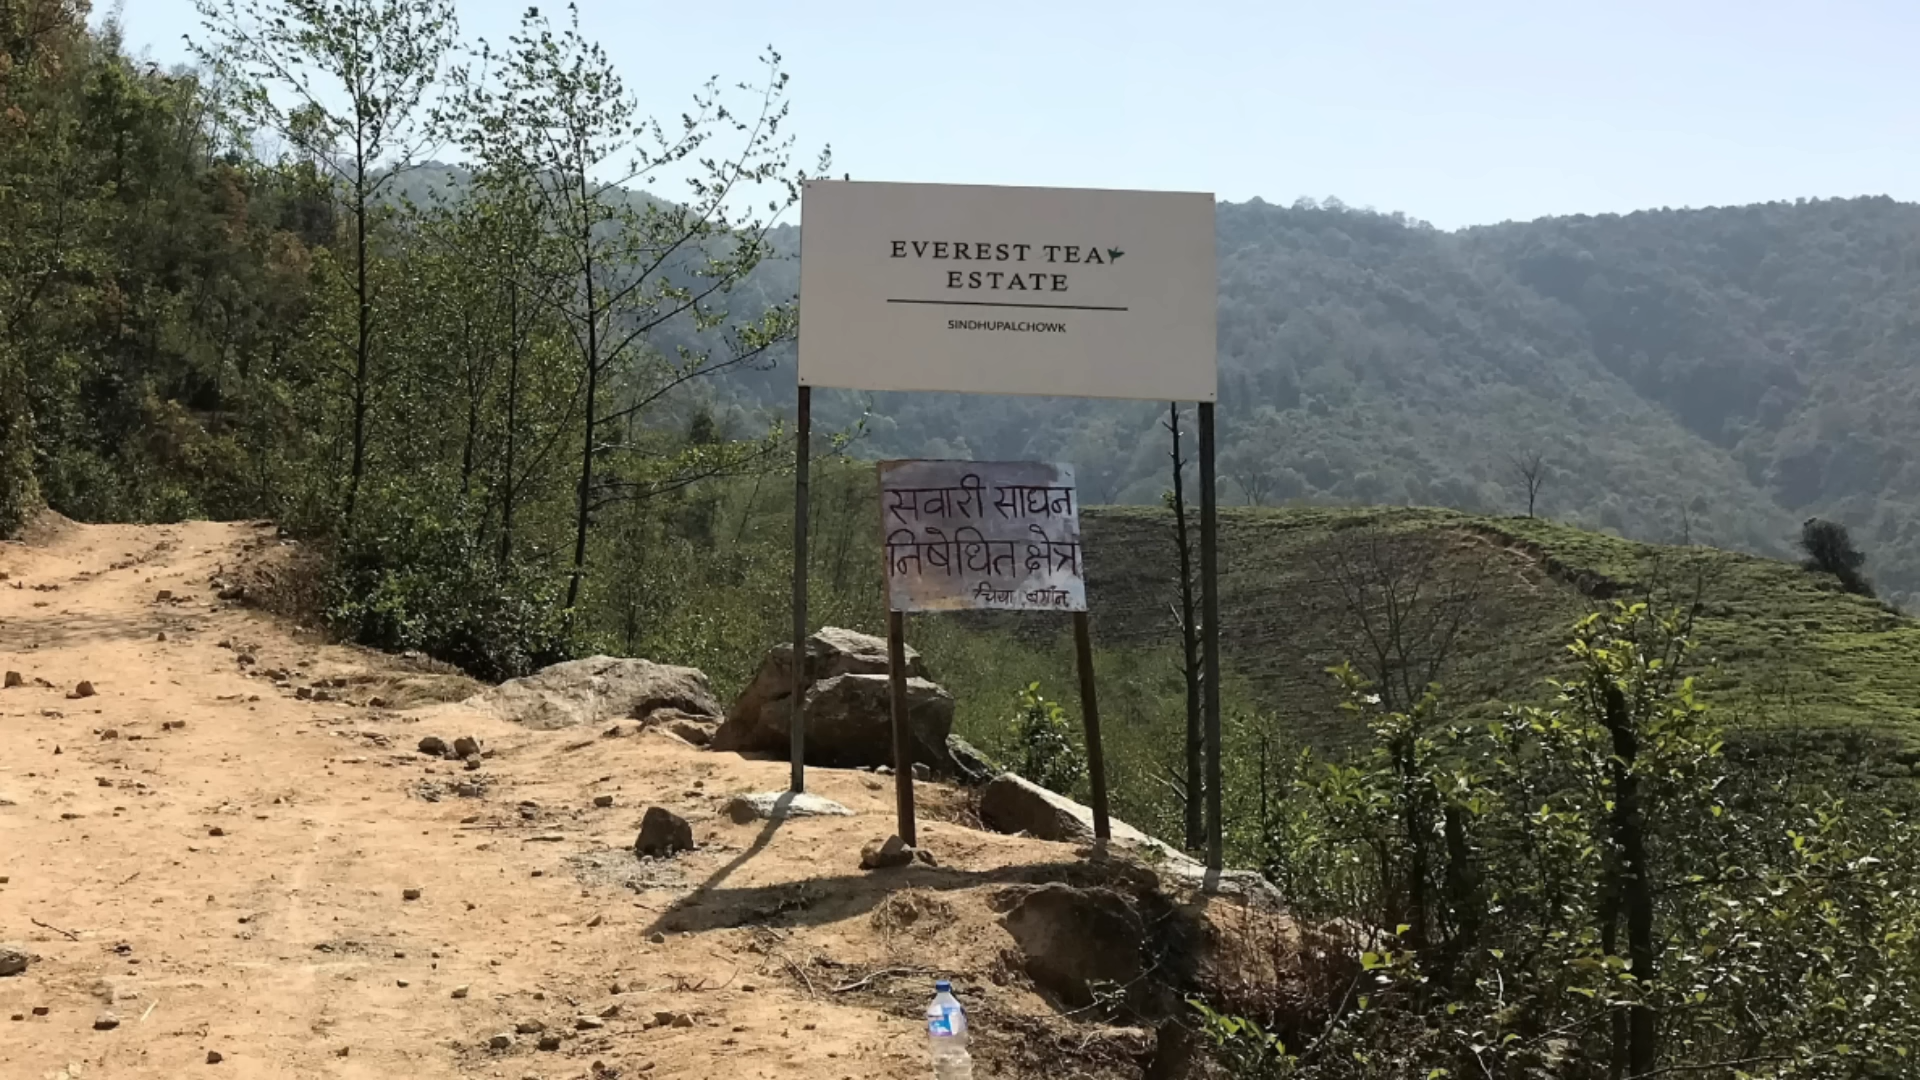 EVEREST TEA
ESTATE
SINDHUPALCHOWK
सवारी साधन
निषेधित क्षेत्र
चिया बगान